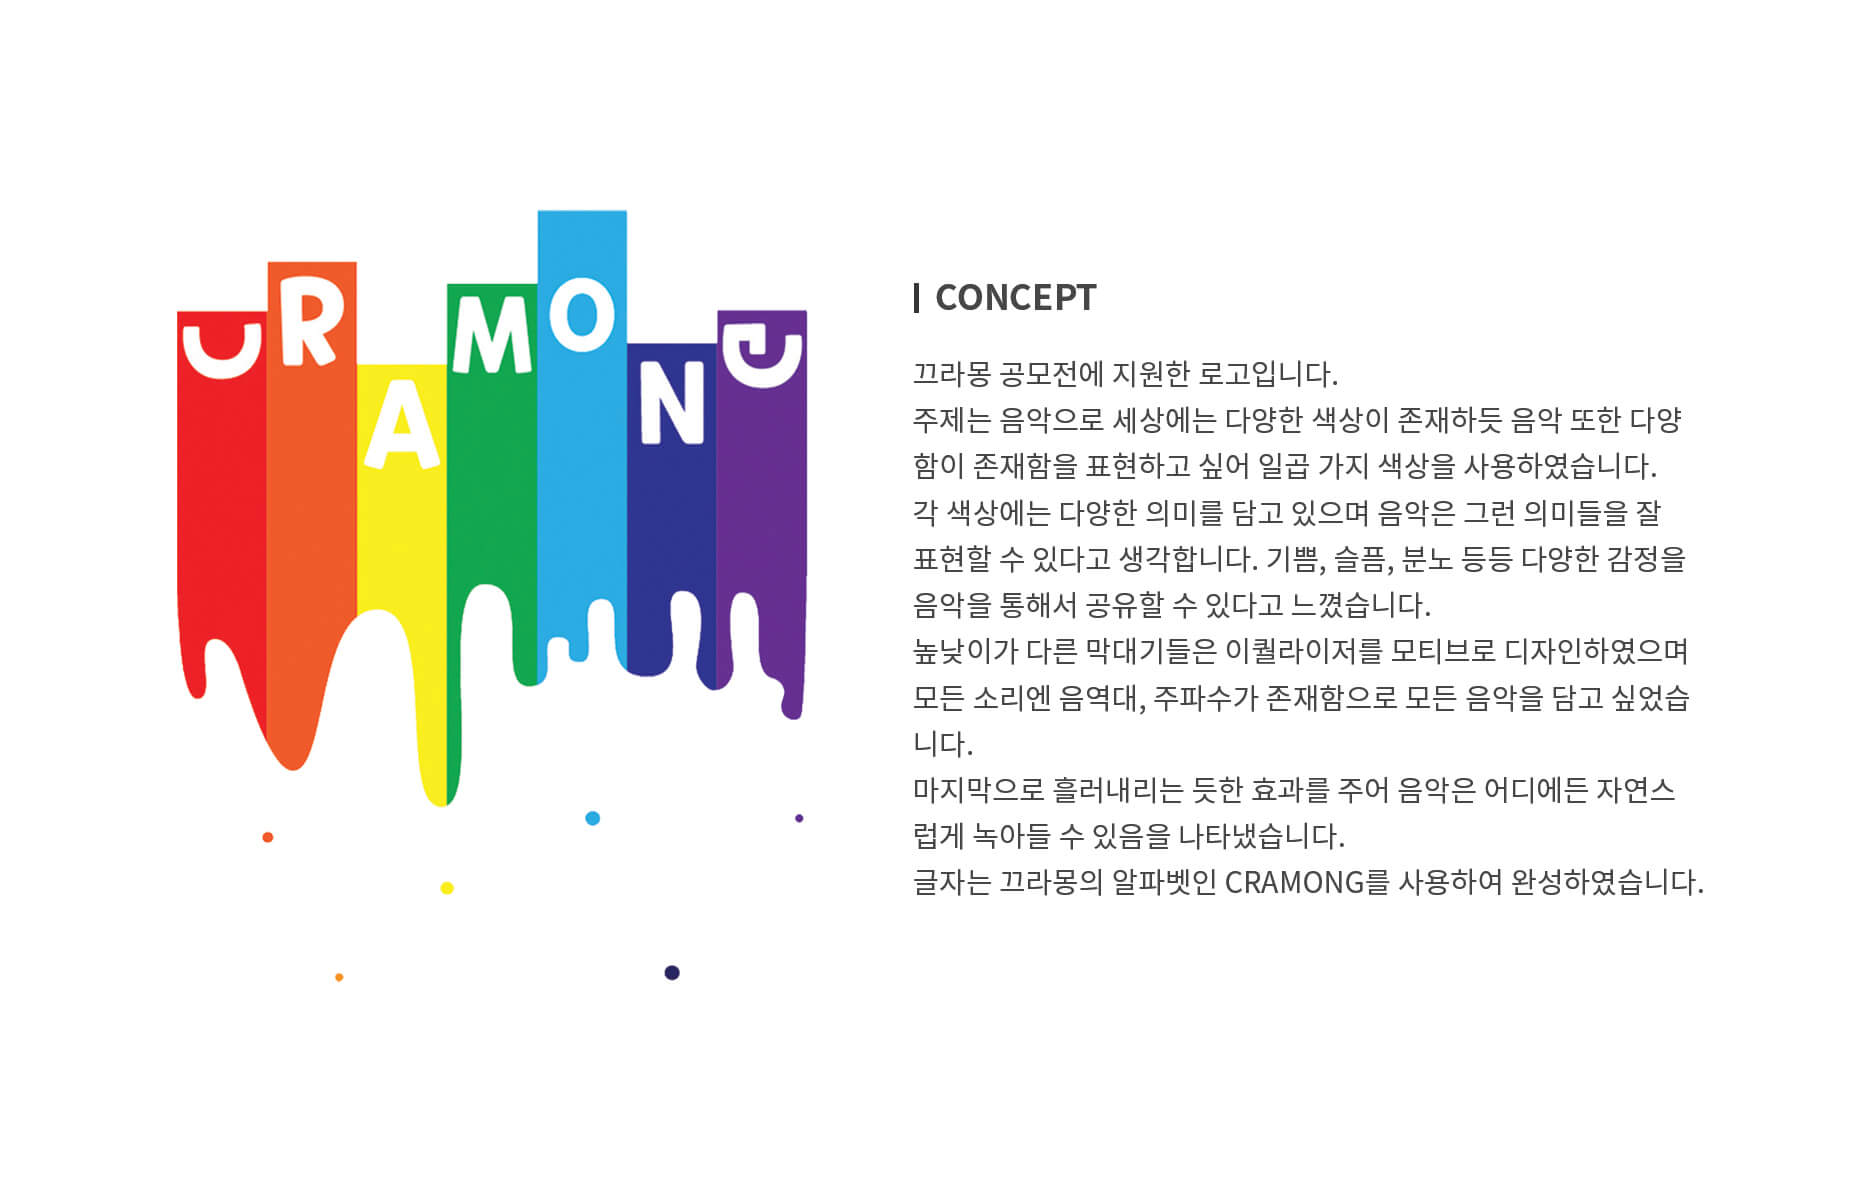 CRAMONG
CONCEPT
끄라몽 공모전에 지원한 로고입니다.
주제는 음악으로 세상에는 다양한 색상이 존재하듯 음악 또한 다양
함이 존재함을 표현하고 싶어 일곱 가지 색상을 사용하였습니다.
각 색상에는 다양한 의미를 담고 있으며 음악은 그런 의미들을 잘
표현할 수 있다고 생각합니다. 기쁨, 슬픔, 분노 등등 다양한 감정을
음악을 통해서 공유할 수 있다고 느꼈습니다.
높낮이가 다른 막대기들은 이퀄라이저를 모티브로 디자인하였으며
모든 소리엔 음역대, 주파수가 존재함으로 모든 음악을 담고 싶었습
니다.
마지막으로 흘러내리는 듯한 효과를 주어 음악은 어디에든 자연스
럽게 녹아들 수 있음을 나타냈습니다.
글자는 끄라몽의 알파벳인 CRAMONG를 사용하여 완성하였습니다.